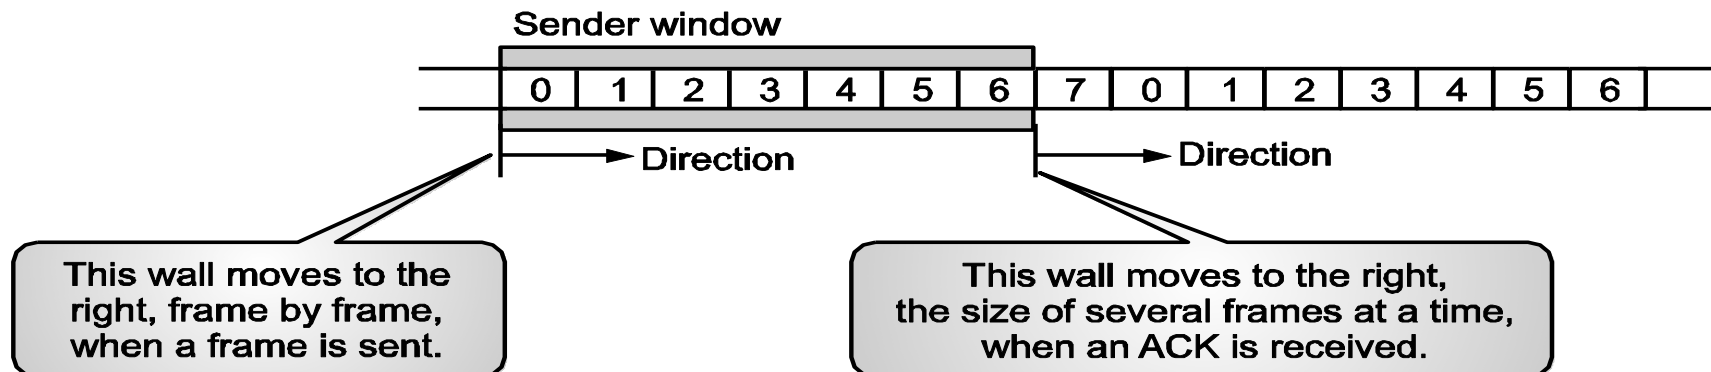 Sender window
0 1 2 3 4 5 6 7 0 1 2 3 4 5 6
Direction
Direction
This wall moves to the
right, frame by frame,
when a frame is sent.
This wall moves to the right,
the size of several frames at a time,
when an ACK is received.